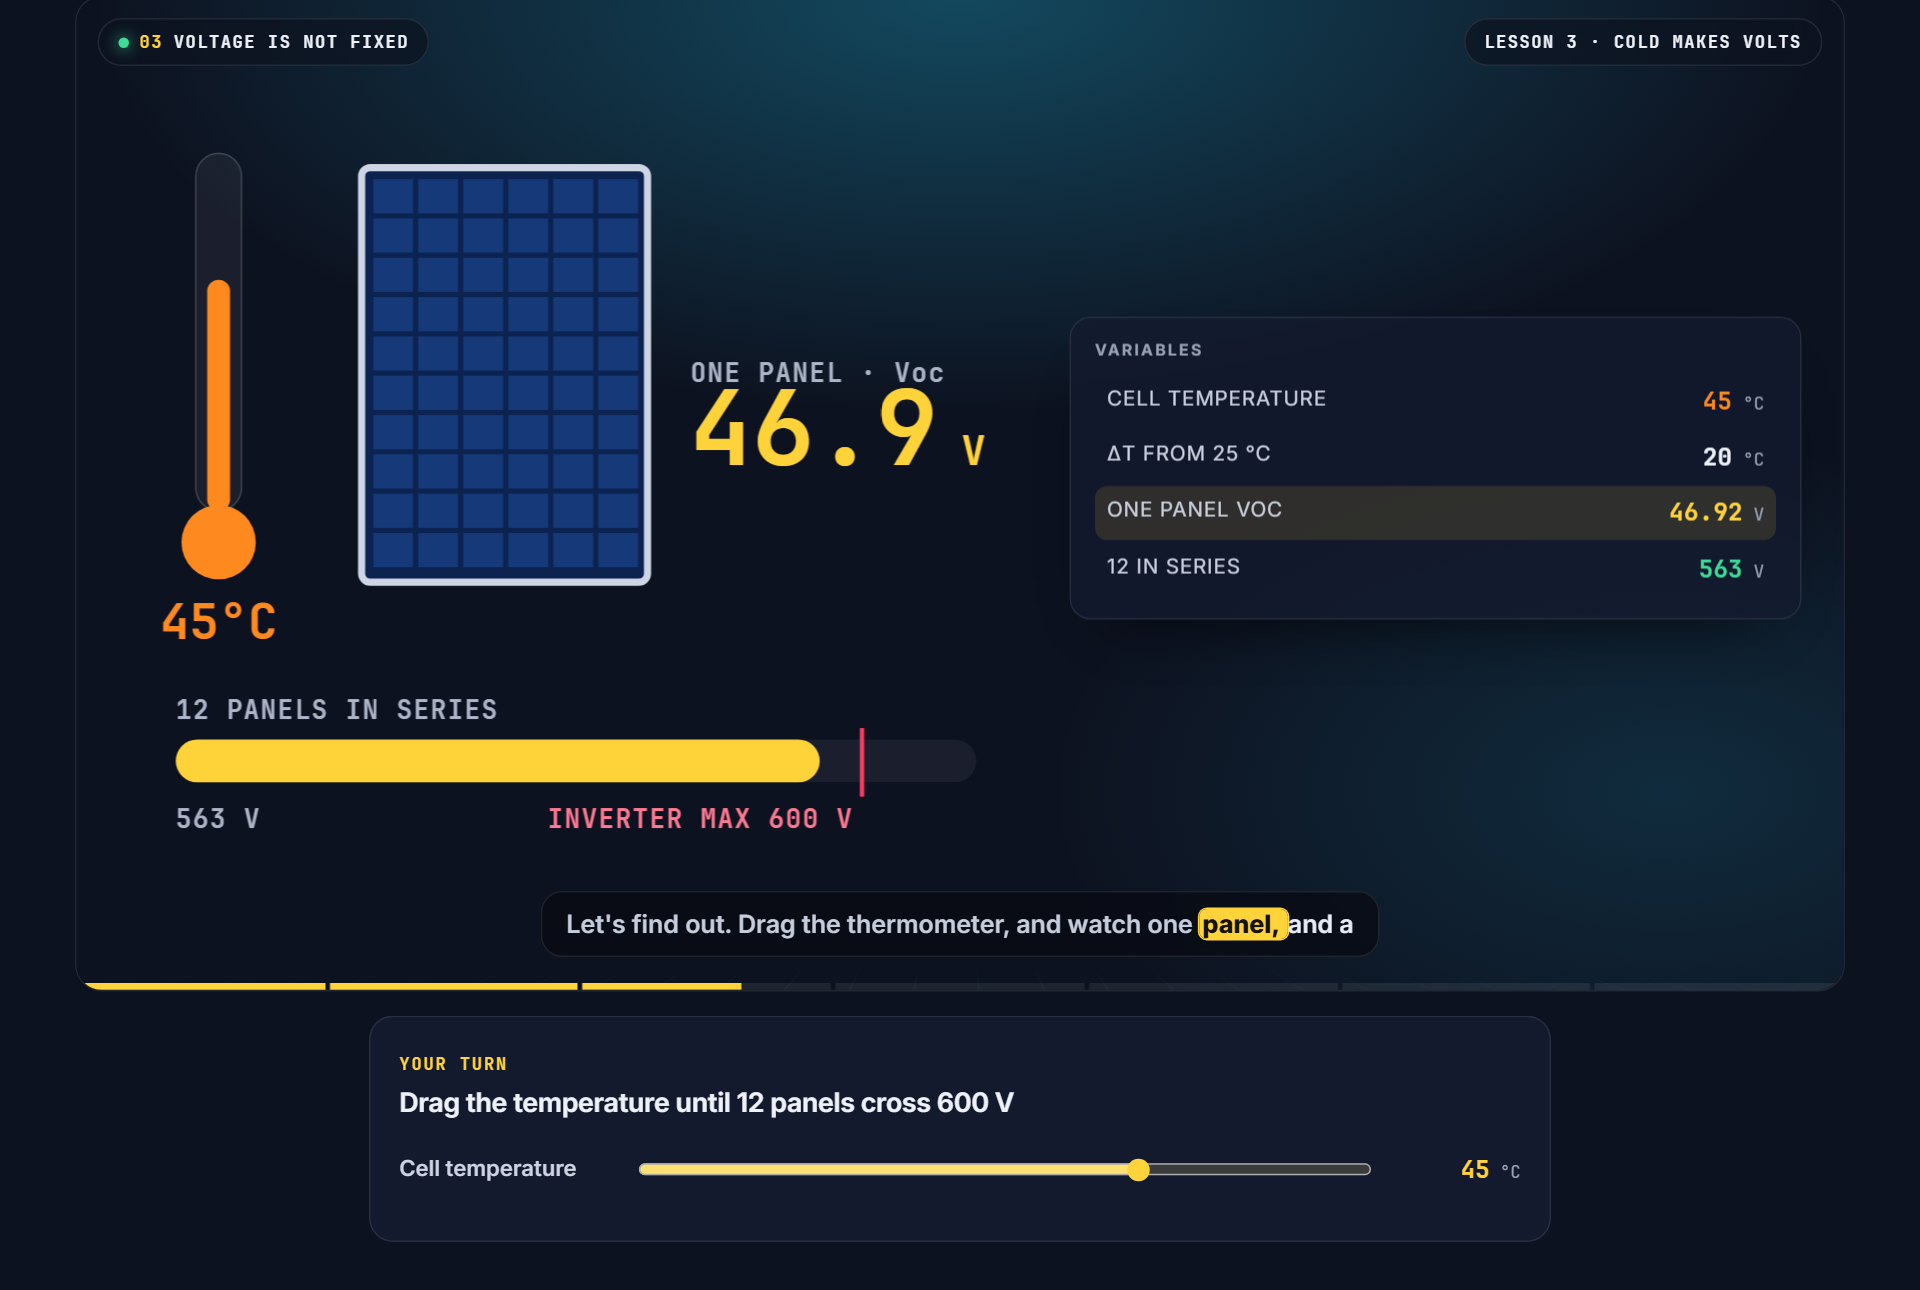 03 VOLTAGE IS NOT FIXED
LESSON 3 · COLD MAKES VOLTS
45°C
ONE PANEL · Voc
46.9 V
VARIABLES
CELL TEMPERATURE 45 °C
ΔT FROM 25 °C 20 °C
ONE PANEL VOC 46.92 V
12 IN SERIES 563 V
12 PANELS IN SERIES
563 V INVERTER MAX 600 V
Let's find out. Drag the thermometer, and watch one panel, and a
YOUR TURN
Drag the temperature until 12 panels cross 600 V
Cell temperature 45 °C